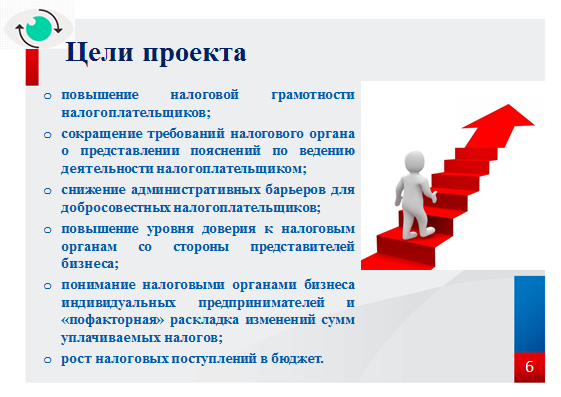 Цели проекта
o повышение налоговой грамотности
налогоплательщиков;
o сокращение требований налогового органа
о представлении пояснений по ведению
деятельности налогоплательщиком;
o снижение административных барьеров для
добросовестных налогоплательщиков;
o повышение уровня доверия к налоговым
органам со стороны представителей
бизнеса;
o понимание налоговыми органами бизнеса
индивидуальных предпринимателей и
«пофакторная» раскладка изменений сумм
уплачиваемых налогов;
o рост налоговых поступлений в бюджет.
6